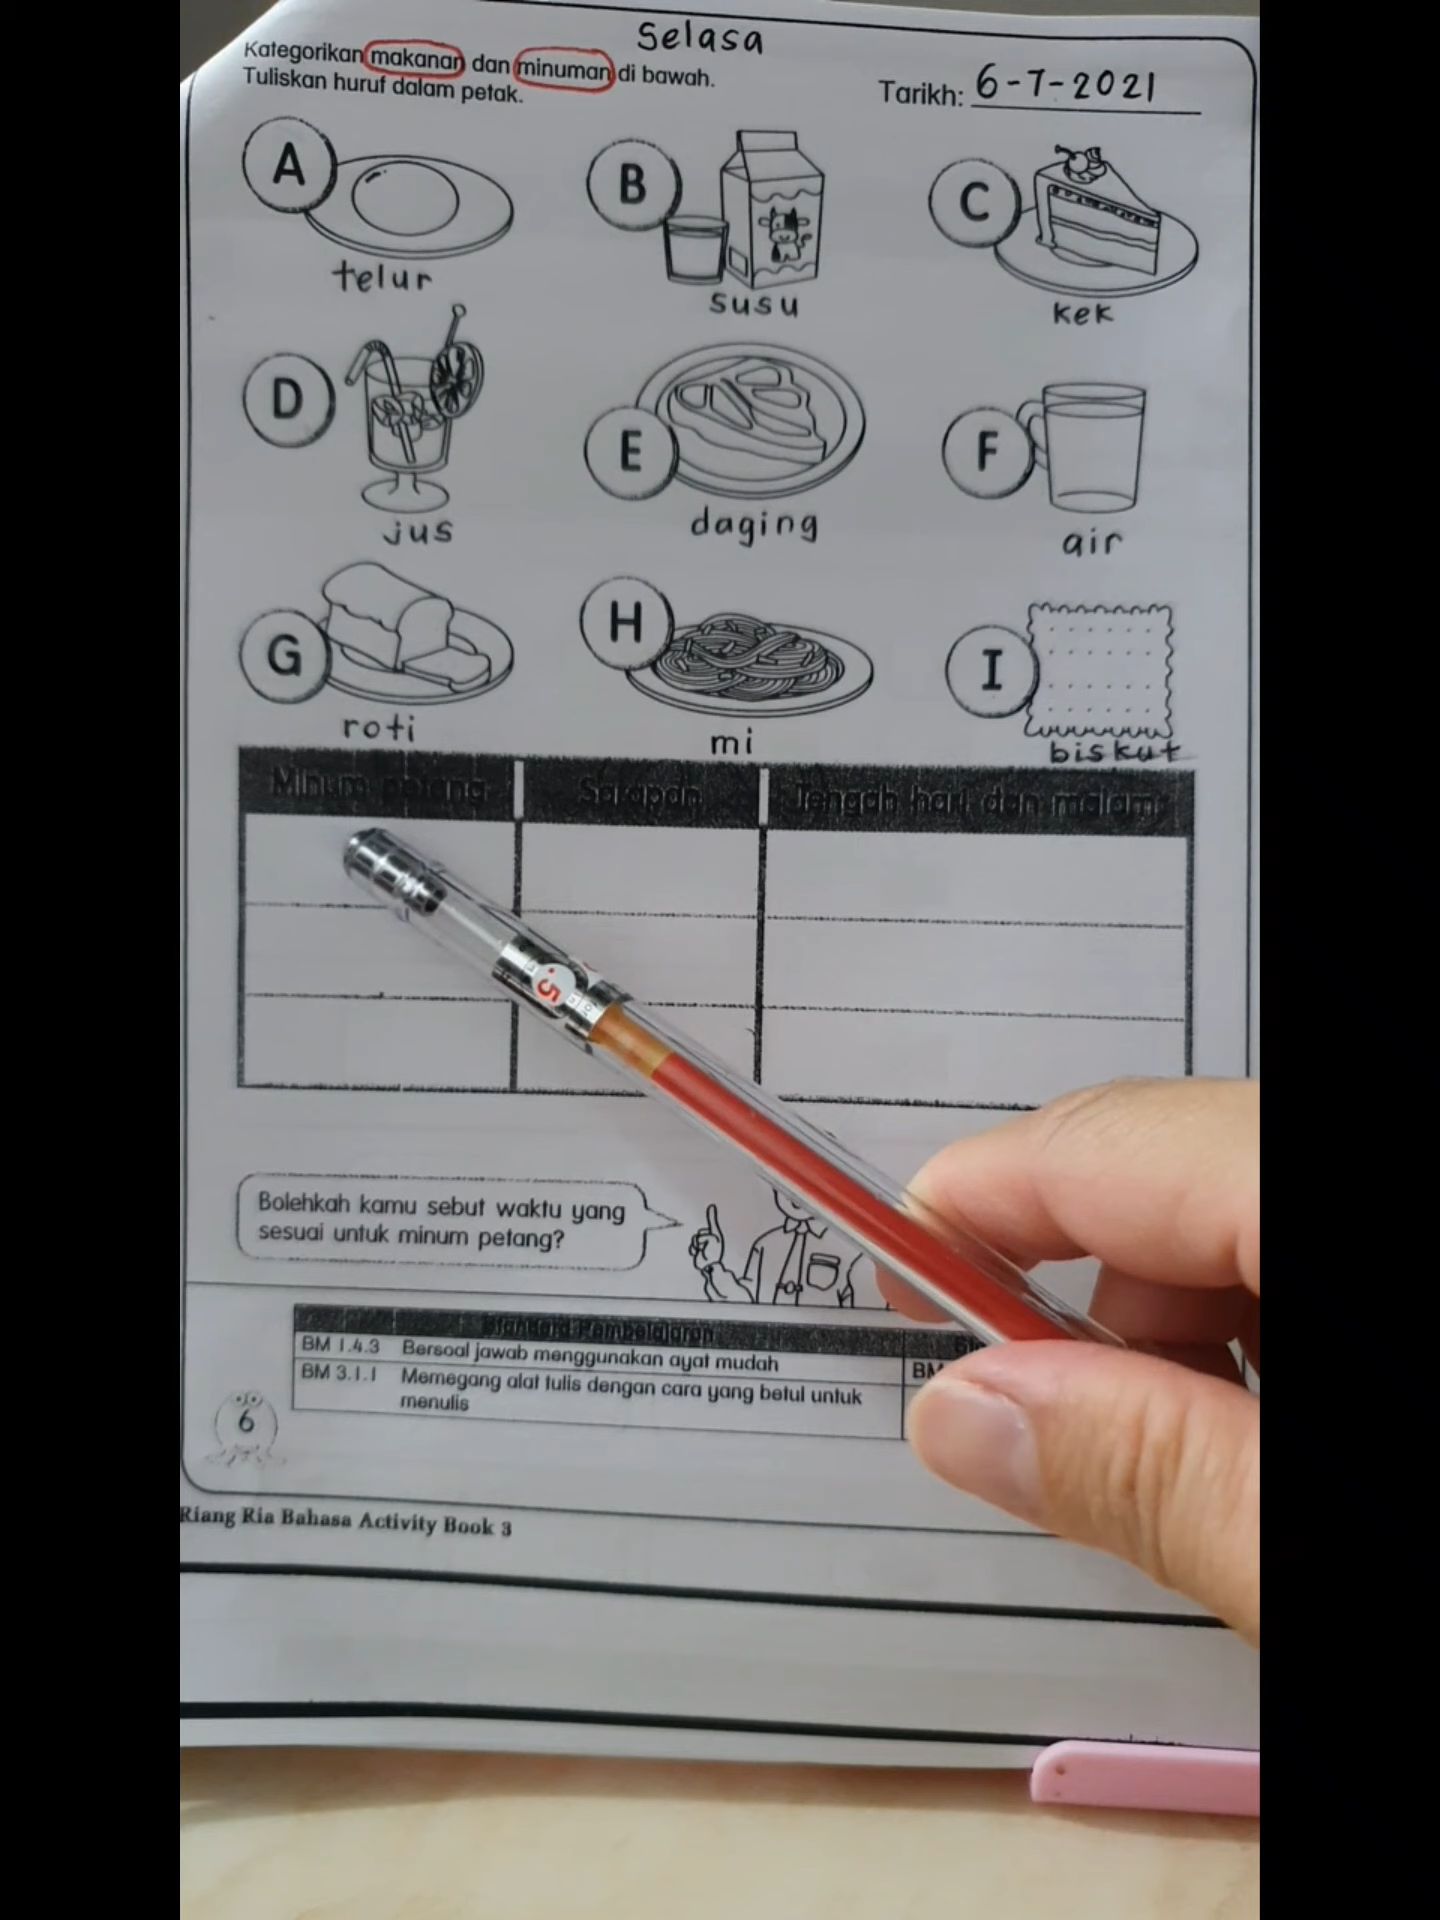 Selasa
Kategorikan makanan dan minuman di bawah.
Tuliskan huruf dalam petak.
Tarikh: 6-7-2021
A
B
C
telur
susu
kek
D
E
F
jus
daging
air
G
H
I
roti
mi
biskut
Minum petang
Sarapan
Tengah hari dan malam
.5
Bolehkah kamu sebut waktu yang
sesuai untuk minum petang?
Standard Pembelajaran
BM 1.4.3 Bersoal jawab menggunakan ayat mudah
BM
BM 3.1.1 Memegang alat tulis dengan cara yang betul untuk
menulis
6
Riang Ria Bahasa Activity Book 3